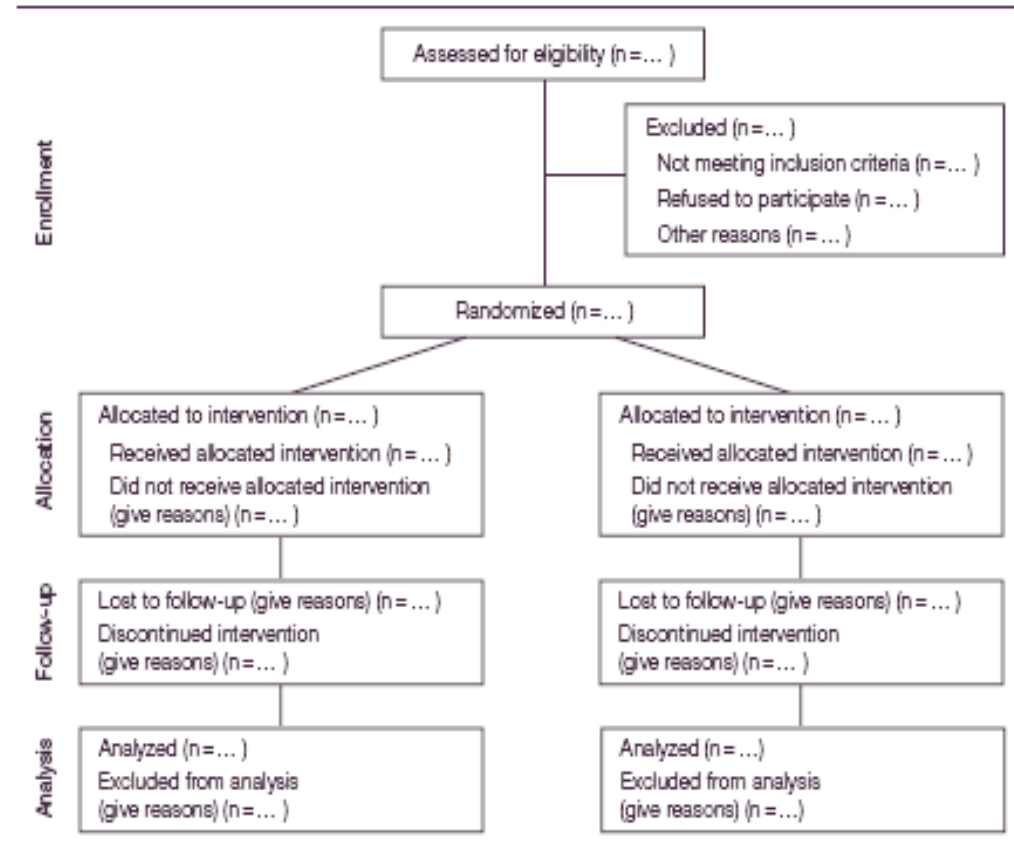 Assessed for eligibility (n=... )
Enrollment
Excluded (n=... )
Not meeting inclusion criteria (n=... )
Refused to participate (n=... )
Other reasons (n=... )
Randomized (n=... )
Allocation
Allocated to intervention (n=... )
Received allocated intervention (n=... )
Did not receive allocated intervention
(give reasons) (n=... )
Allocated to intervention (n=... )
Received allocated intervention (n=... )
Did not receive allocated intervention
(give reasons) (n=... )
Follow-up
Lost to follow-up (give reasons) (n=... )
Discontinued intervention
(give reasons) (n=... )
Lost to follow-up (give reasons) (n=... )
Discontinued intervention
(give reasons) (n=... )
Analysis
Analyzed (n=... )
Excluded from analysis
(give reasons) (n=... )
Analyzed (n=...)
Excluded from analysis
(give reasons) (n=...)